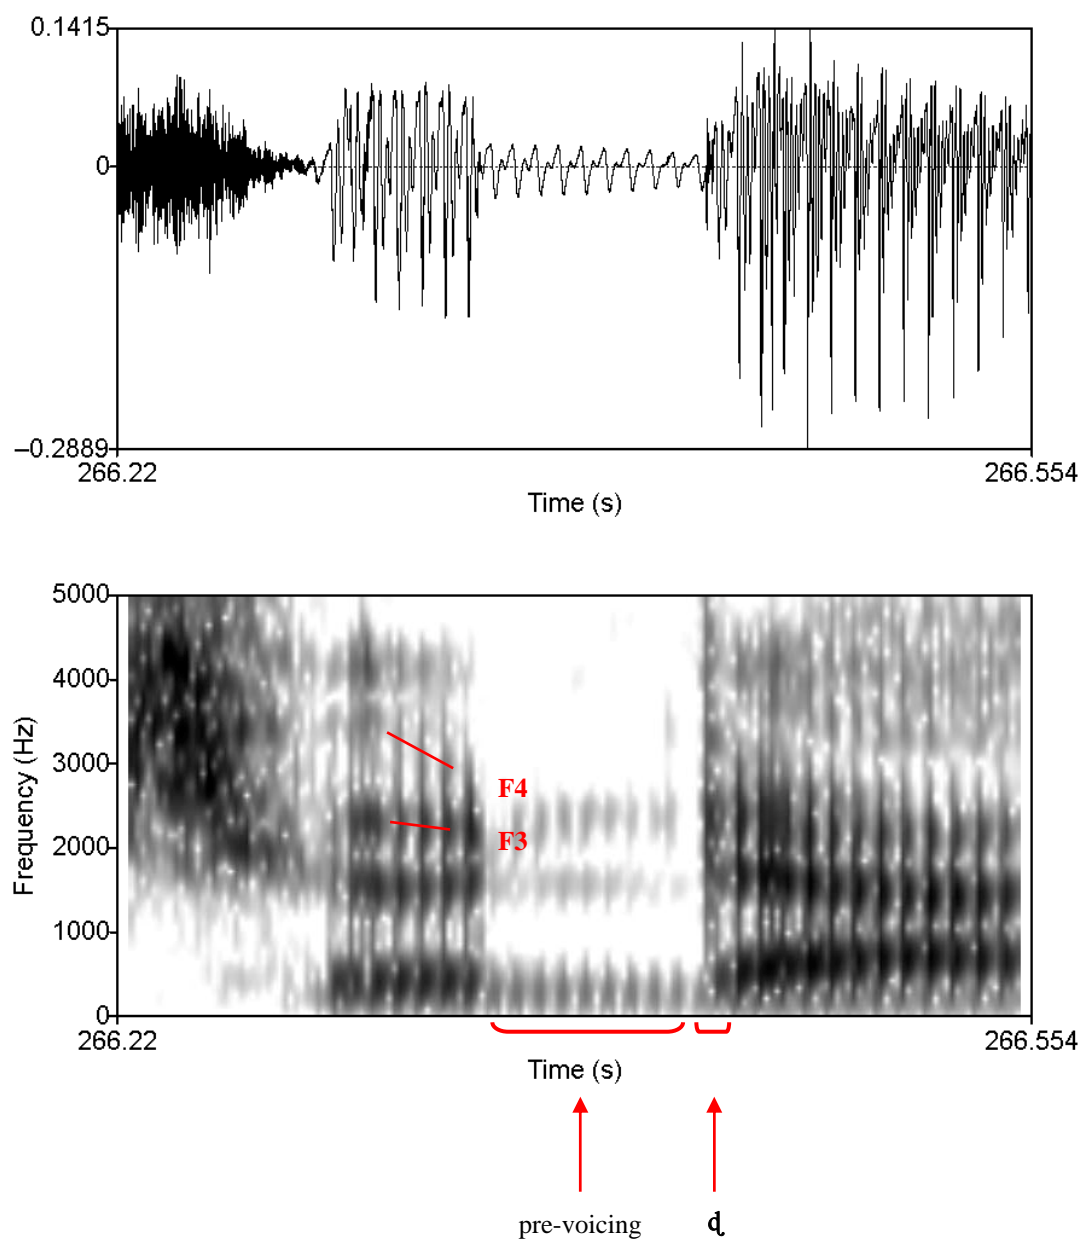 0.1415
0
−0.2889
266.22 266.554
Time (s)
5000
4000
3000
2000
1000
0
Frequency (Hz)
F4
F3
266.22 266.554
Time (s)
pre-voicing ɖ